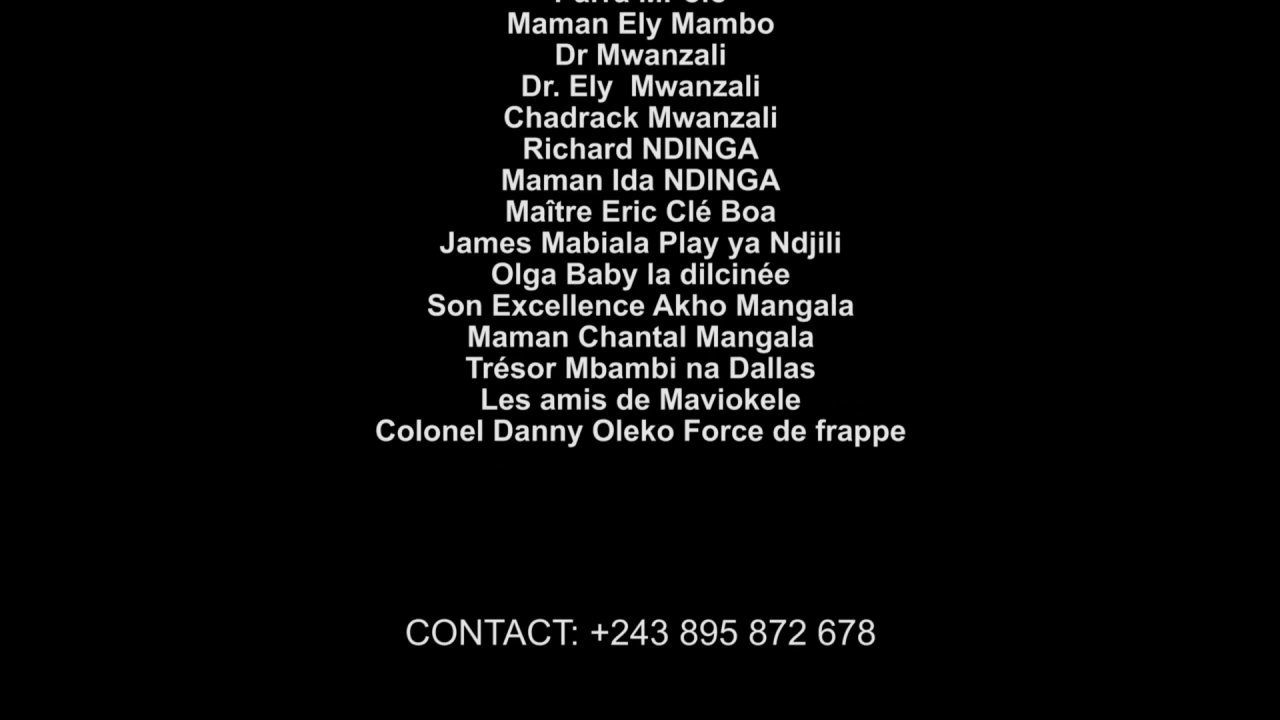 Maman Ely Mambo
Dr Mwanzali
Dr. Ely  Mwanzali
Chadrack Mwanzali
Richard NDINGA
Maman Ida NDINGA
Maître Eric Clé Boa
James Mabiala Play ya Ndjili
Olga Baby la dilcinée
Son Excellence Akho Mangala
Maman Chantal Mangala
Trésor Mbambi na Dallas
Les amis de Maviokele
Colonel Danny Oleko Force de frappe
CONTACT: +243 895 872 678